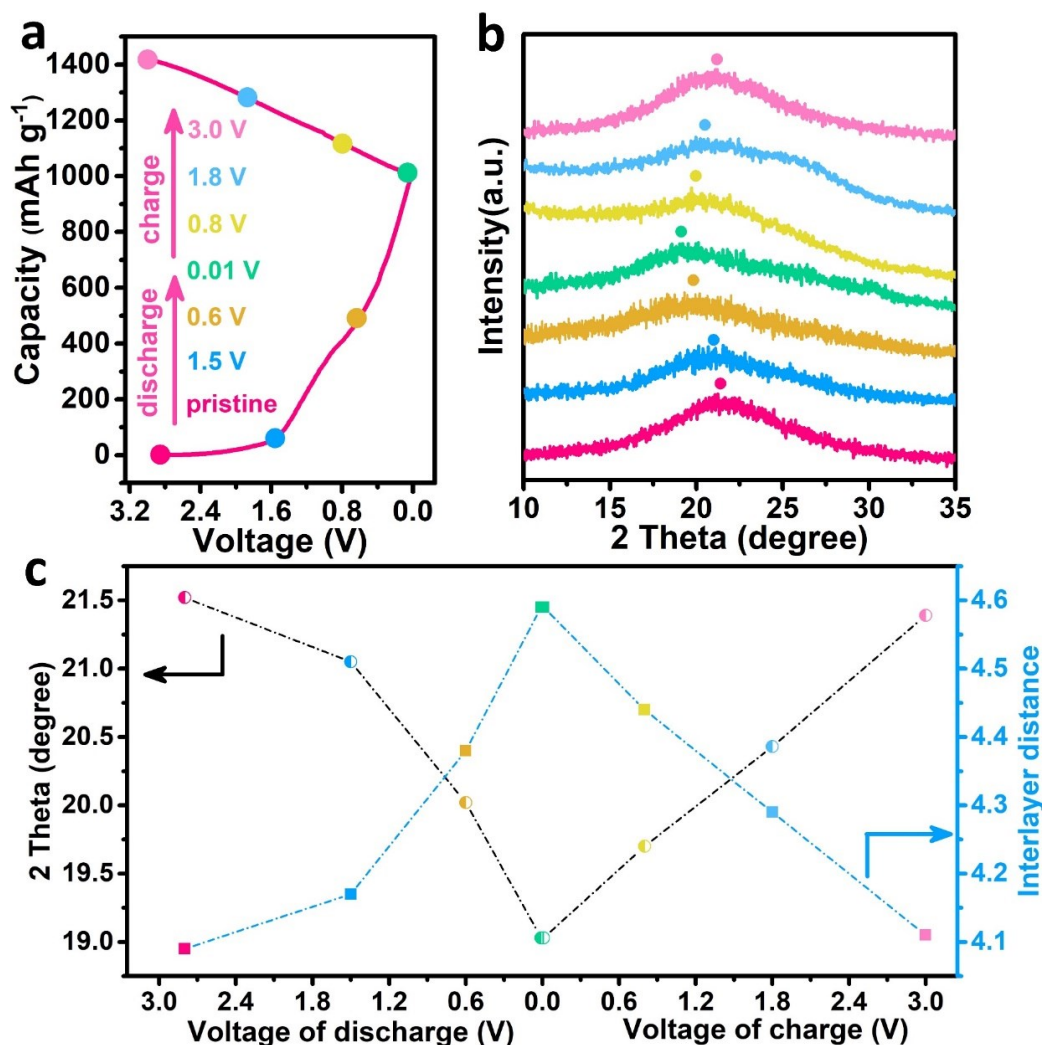 a
Capacity (mAh g⁻¹)
1400
1200
1000
800
600
400
200
0
charge
discharge
3.0 V
1.8 V
0.8 V
0.01 V
0.6 V
1.5 V
pristine
3.2 2.4 1.6 0.8 0.0
Voltage (V)
b
Intensity(a.u.)
10 15 20 25 30 35
2 Theta (degree)
c
2 Theta (degree)
21.5
21.0
20.5
20.0
19.5
19.0
4.6
4.5
4.4
4.3
4.2
4.1
Interlayer distance
3.0 2.4 1.8 1.2 0.6 0.0 0.6 1.2 1.8 2.4 3.0
Voltage of discharge (V) Voltage of charge (V)